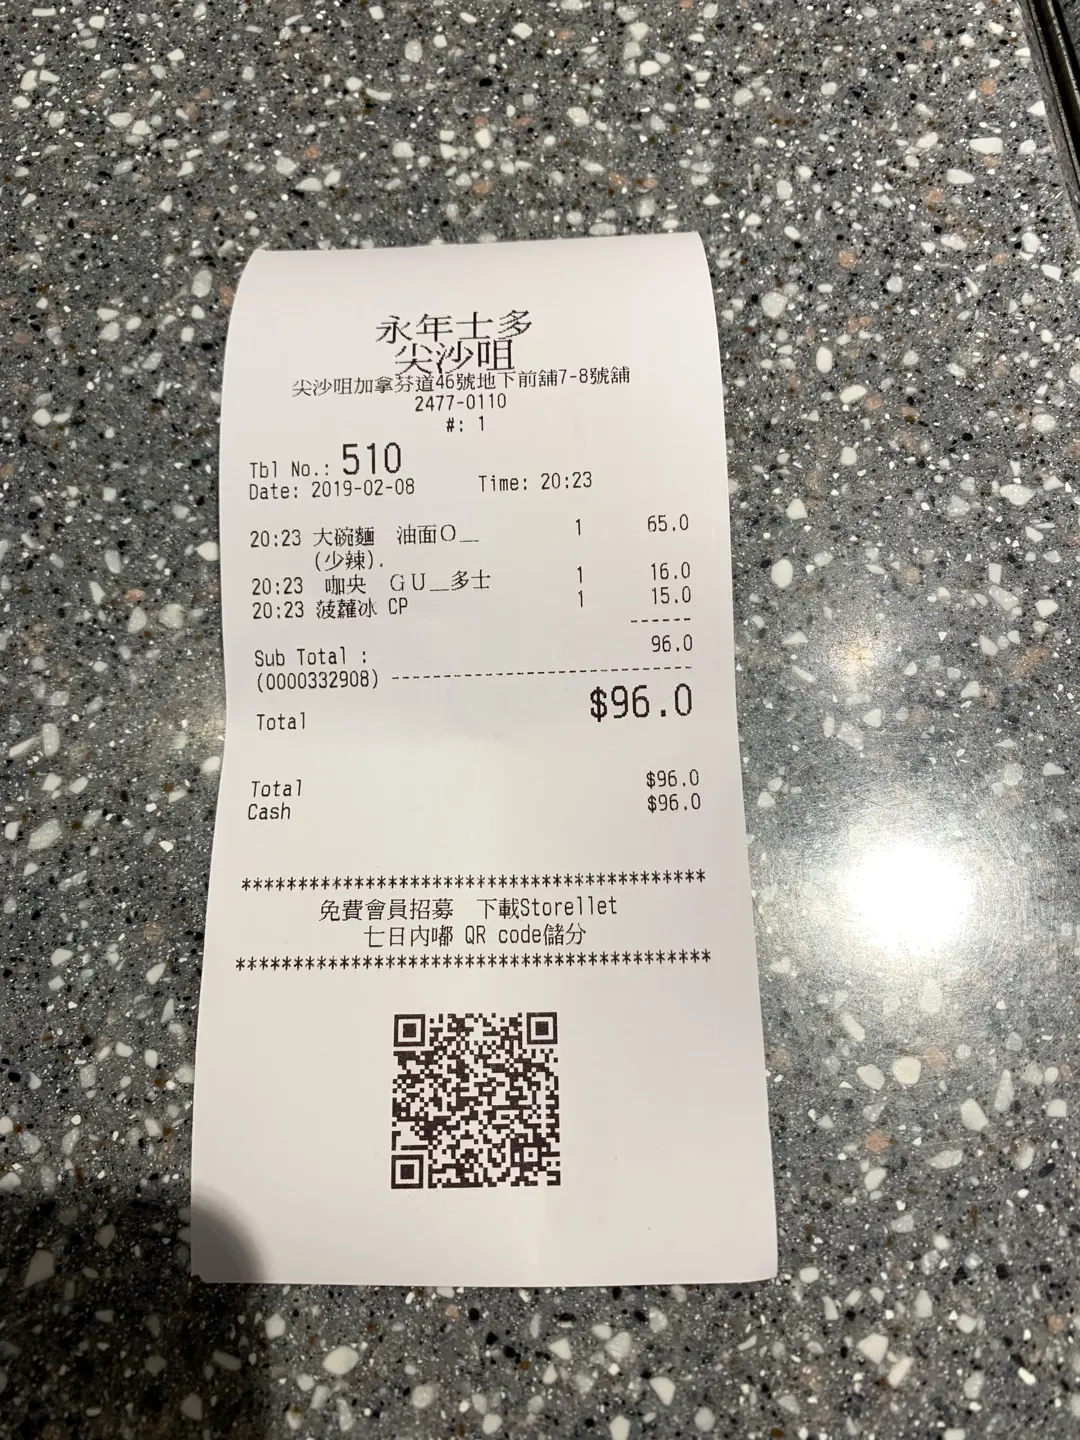 永年士多
尖沙咀
尖沙咀加拿芬道46號地下前舖7-8號舖
2477-0110
#: 1
Tbl No.: 510
Date: 2019-02-08 Time: 20:23
20:23 大碗麵 油面O__ 1 65.0
(少辣).
20:23 咖央 GU__多士 1 16.0
20:23 菠蘿冰 CP 1 15.0
------
Sub Total : 96.0
(0000332908) ----------------------------
Total $96.0
Total $96.0
Cash $96.0
******************************************
免費會員招募 下載Storellet
七日內嘟 QR code儲分
******************************************